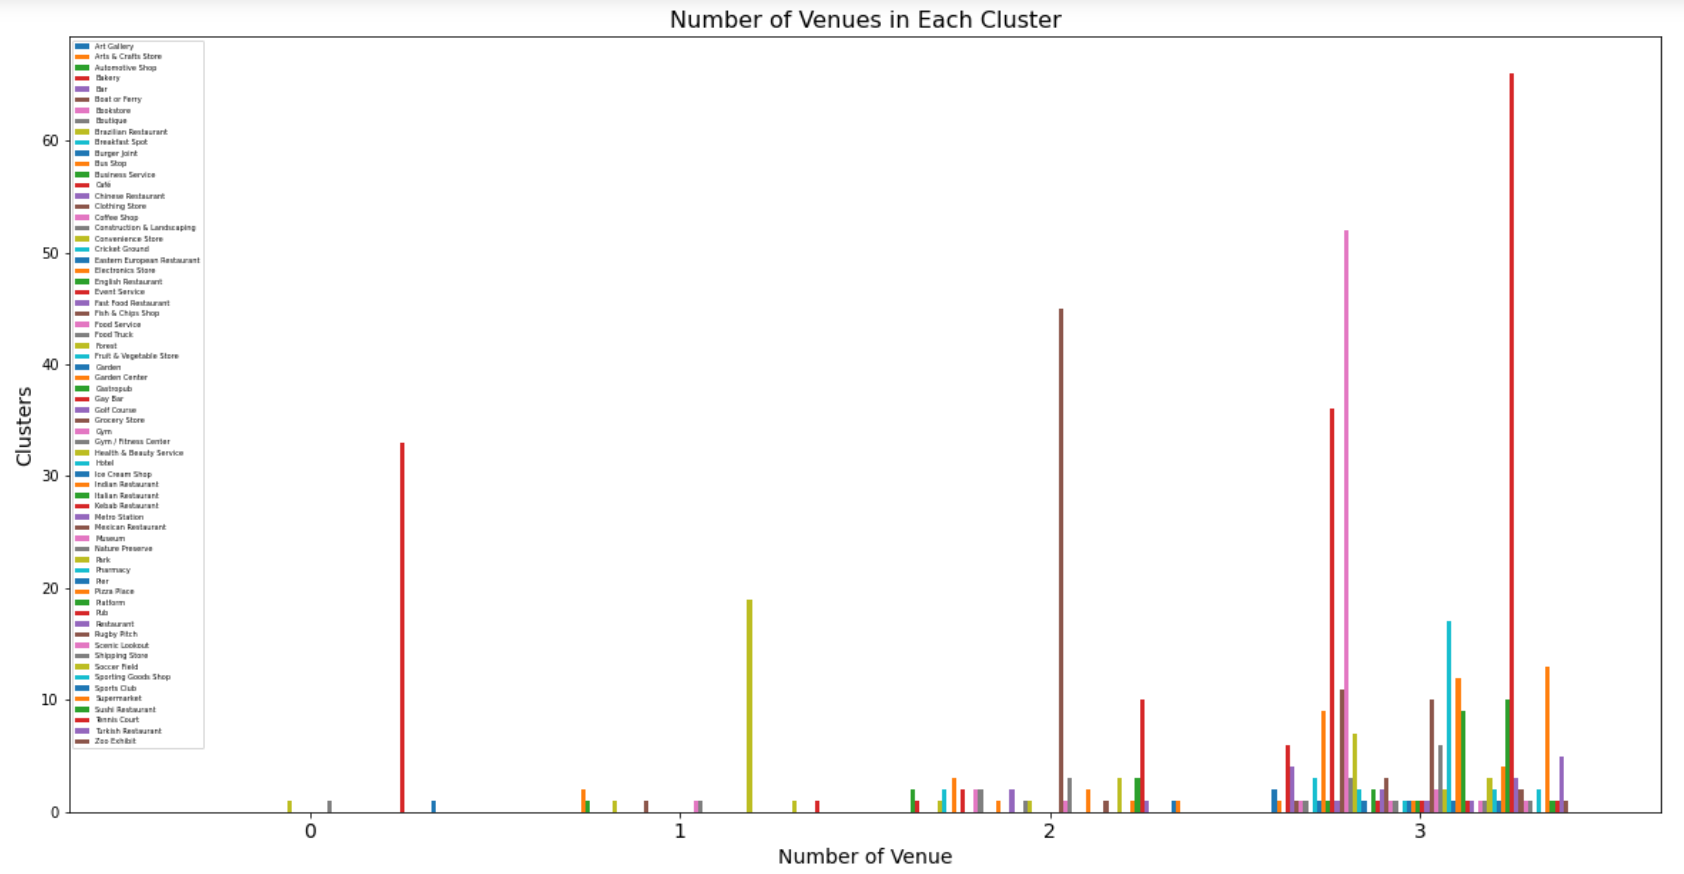 Number of Venues in Each Cluster
Art Gallery
Arts & Crafts Store
Automotive Shop
Bakery
Bar
Boat or Ferry
Bookstore
Boutique
Brazilian Restaurant
Breakfast Spot
Burger Joint
Bus Stop
Business Service
Café
Chinese Restaurant
Clothing Store
Coffee Shop
Construction & Landscaping
Convenience Store
Cricket Ground
Eastern European Restaurant
Electronics Store
English Restaurant
Event Service
Fast Food Restaurant
Fish & Chips Shop
Food Service
Food Truck
Forest
Fruit & Vegetable Store
Garden
Garden Center
Gastropub
Gay Bar
Golf Course
Grocery Store
Gym
Gym / Fitness Center
Health & Beauty Service
Hotel
Ice Cream Shop
Indian Restaurant
Italian Restaurant
Kebab Restaurant
Metro Station
Mexican Restaurant
Museum
Nature Preserve
Park
Pharmacy
Pier
Pizza Place
Platform
Pub
Restaurant
Rugby Pitch
Scenic Lookout
Shipping Store
Soccer Field
Sporting Goods Shop
Sports Club
Supermarket
Sushi Restaurant
Tennis Court
Turkish Restaurant
Zoo Exhibit
Clusters
60
50
40
30
20
10
0
0 1 2 3
Number of Venue